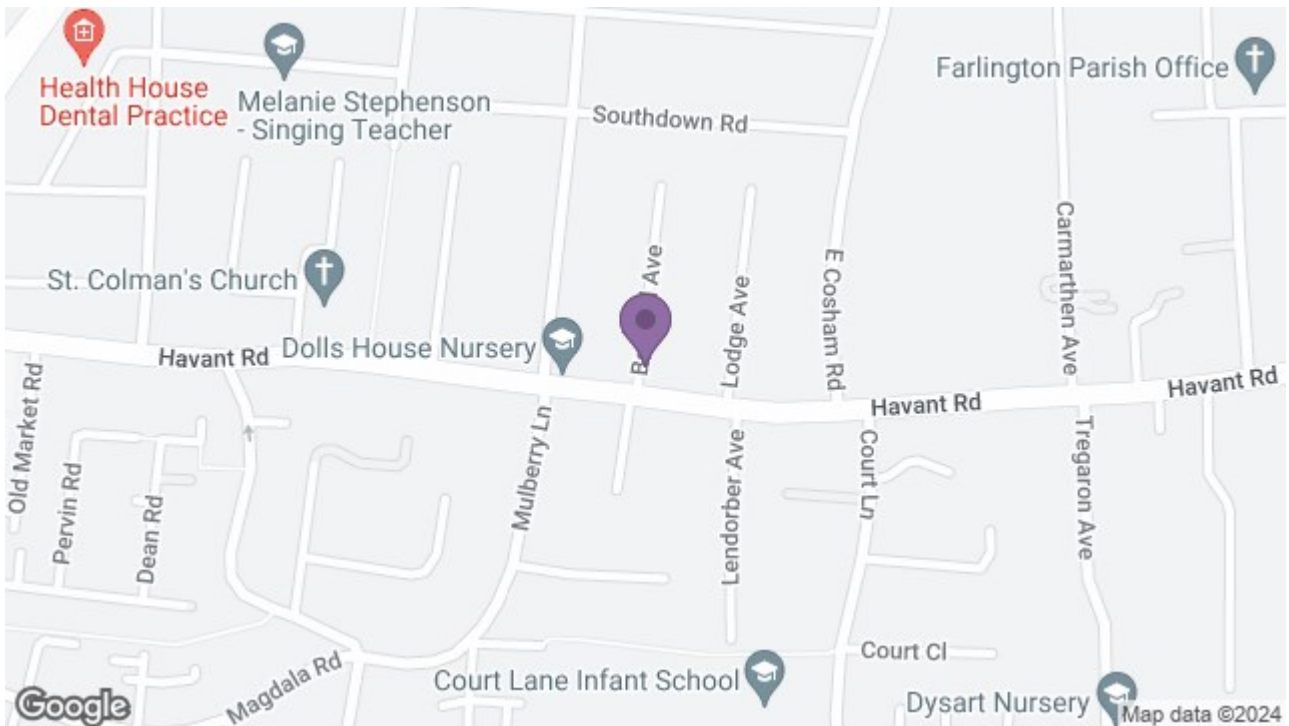 Health House
Dental Practice
Melanie Stephenson
- Singing Teacher
Farlington Parish Office
Southdown Rd
St. Colman's Church
Ave
Lodge Ave
E Cosham Rd
Carmarthen Ave
Havant Rd
Dolls House Nursery
Havant Rd
Havant Rd
Old Market Rd
Pervin Rd
Dean Rd
Mulberry Ln
Lendorber Ave
Court Ln
Tregaron Ave
Magdala Rd
Court Lane Infant School
Court Cl
Dysart Nursery
Google
Map data ©2024